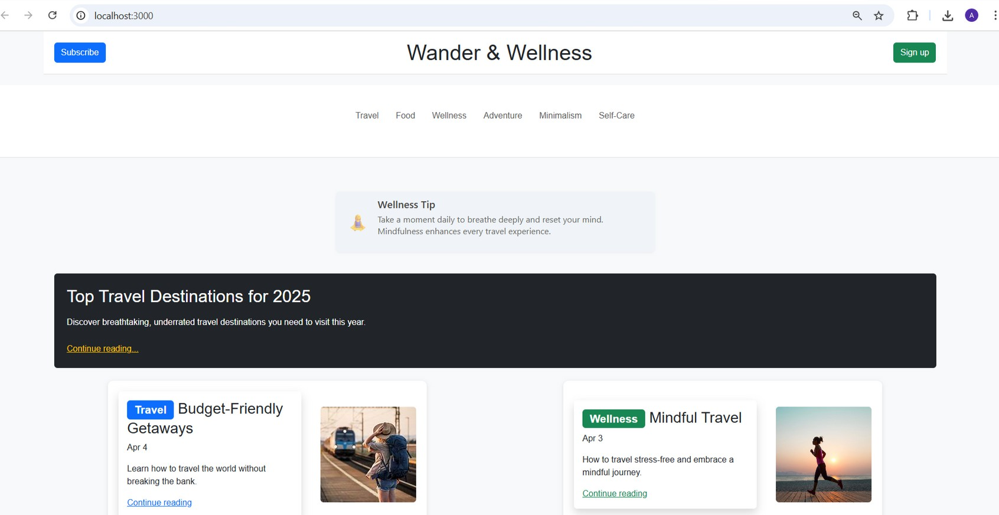 localhost:3000
A
Subscribe
Wander & Wellness
Sign up
Travel Food Wellness Adventure Minimalism Self-Care
Wellness Tip
Take a moment daily to breathe deeply and reset your mind.
Mindfulness enhances every travel experience.
Top Travel Destinations for 2025
Discover breathtaking, underrated travel destinations you need to visit this year.
Continue reading...
Travel Budget-Friendly
Getaways
Apr 4
Learn how to travel the world without
breaking the bank.
Continue reading
Wellness Mindful Travel
Apr 3
How to travel stress-free and embrace a
mindful journey.
Continue reading